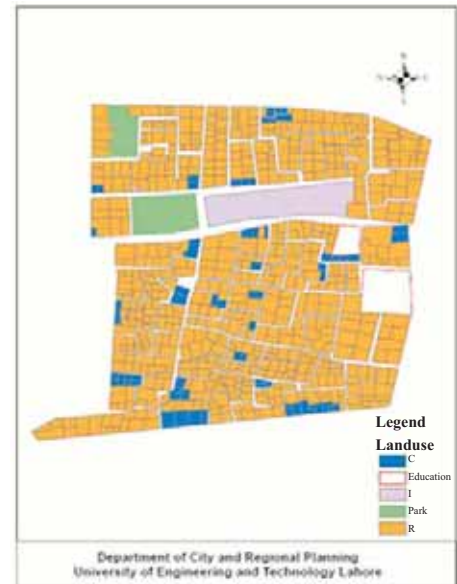 Legend
Landuse
C
Education
I
Park
R
Department of City and Regional Planning
University of Engineering and Technology Lahore